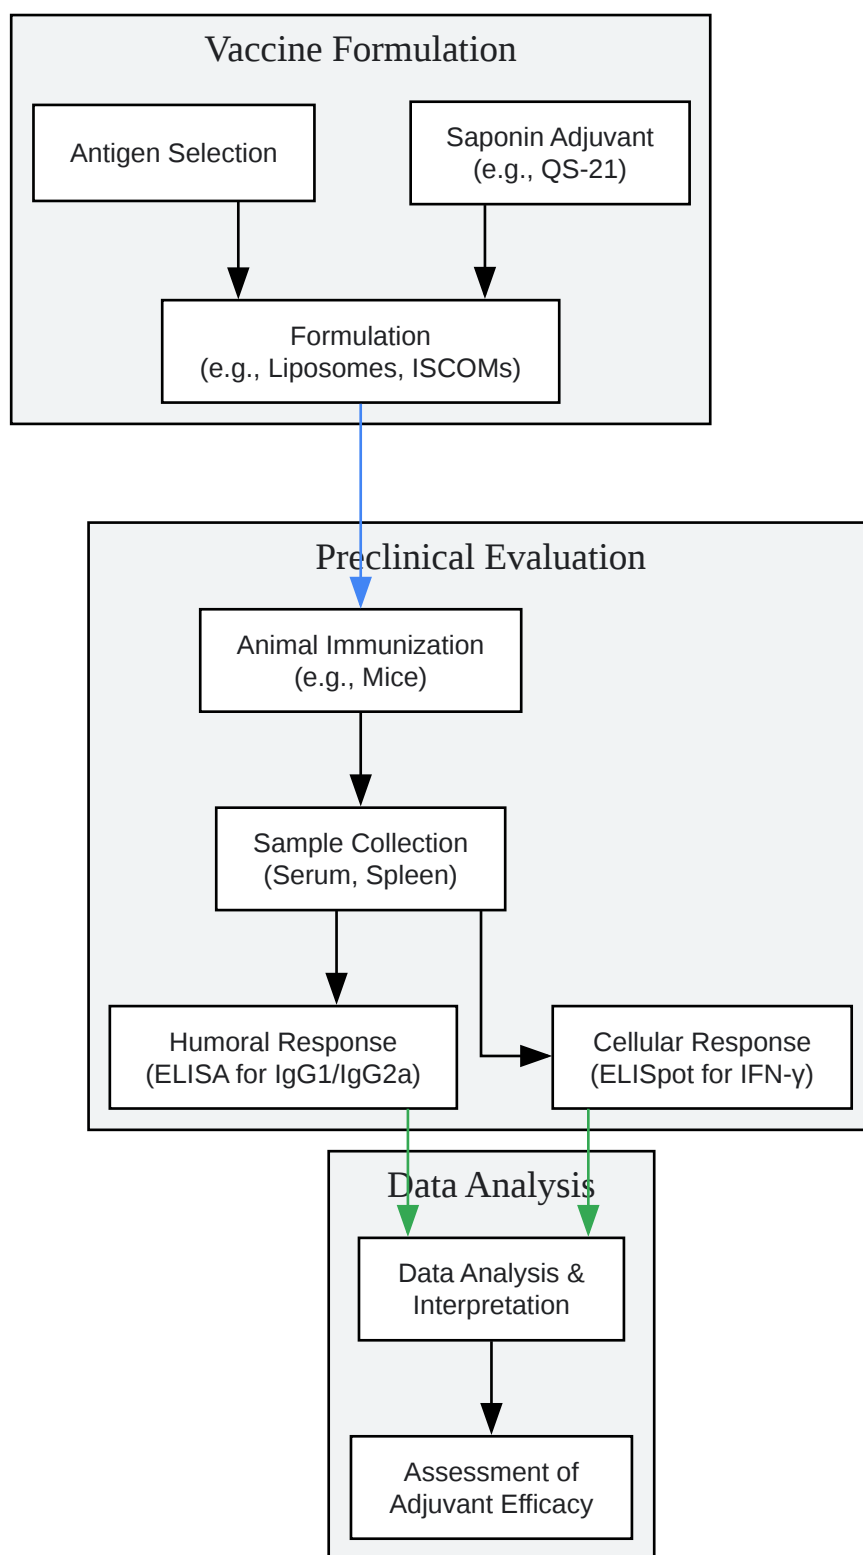 Vaccine Formulation
Antigen Selection
Saponin Adjuvant
(e.g., QS-21)
Formulation
(e.g., Liposomes, ISCOMs)
Preclinical Evaluation
Animal Immunization
(e.g., Mice)
Sample Collection
(Serum, Spleen)
Humoral Response
(ELISA for IgG1/IgG2a)
Cellular Response
(ELISpot for IFN-γ)
Data Analysis
Data Analysis &
Interpretation
Assessment of
Adjuvant Efficacy